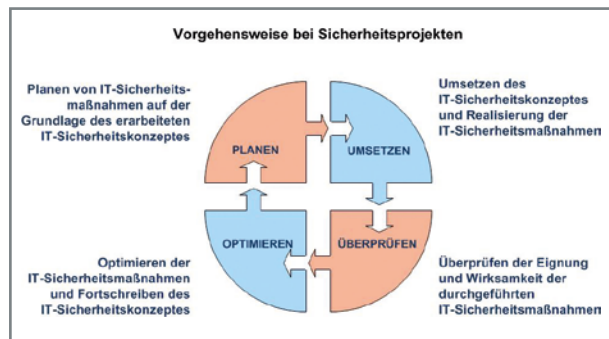 Vorgehensweise bei Sicherheitsprojekten
Planen von IT-Sicherheits-
maßnahmen auf der
Grundlage des erarbeiteten
IT-Sicherheitskonzeptes
Umsetzen des
IT-Sicherheitskonzeptes
und Realisierung der
IT-Sicherheitsmaßnahmen
PLANEN
UMSETZEN
OPTIMIEREN
ÜBERPRÜFEN
Optimieren der
IT-Sicherheitsmaßnahmen
und Fortschreiben des
IT-Sicherheitskonzeptes
Überprüfen der Eignung
und Wirksamkeit der
durchgeführten
IT-Sicherheitsmaßnahmen